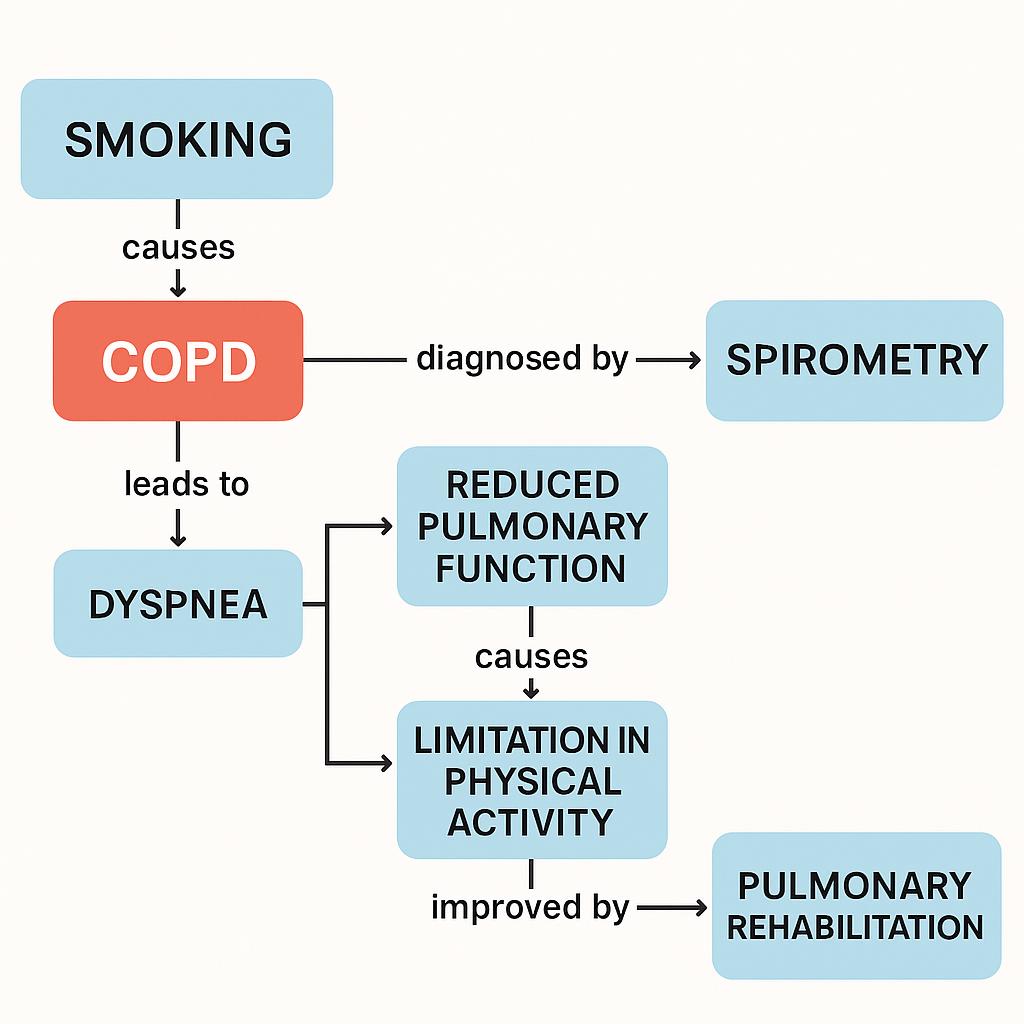 SMOKING
causes
COPD
diagnosed by
SPIROMETRY
leads to
DYSPNEA
REDUCED
PULMONARY
FUNCTION
causes
LIMITATION IN
PHYSICAL
ACTIVITY
improved by
PULMONARY
REHABILITATION